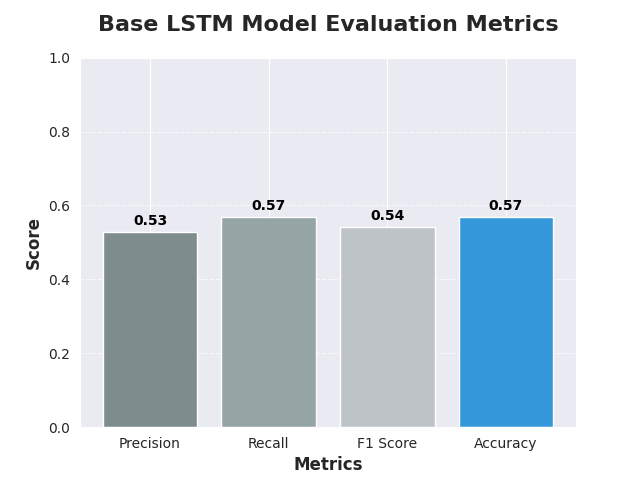 Base LSTM Model Evaluation Metrics
1.0
0.8
0.6
0.4
0.2
0.0
Score
0.53
0.57
0.54
0.57
Precision
Recall
F1 Score
Accuracy
Metrics